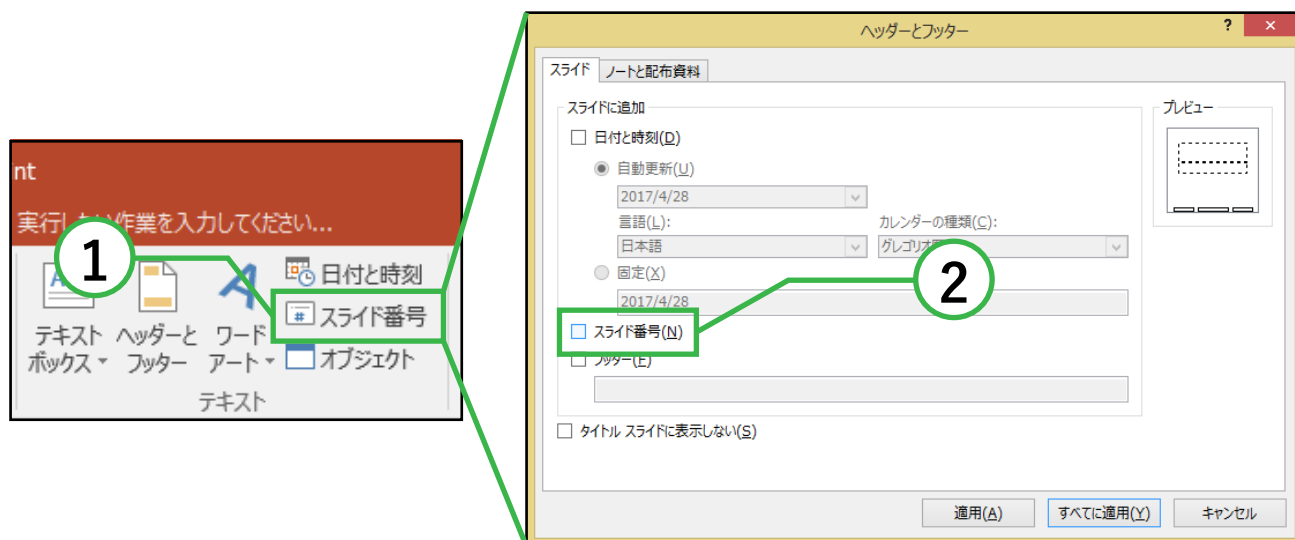 nt
実行したい作業を入力してください...
1
テキスト
ボックス
ヘッダーと
フッター
ワード
アート
日付と時刻
スライド番号
オブジェクト
テキスト
ヘッダーとフッター
?
スライド
ノートと配布資料
スライドに追加
日付と時刻(D)
自動更新(U)
2017/4/28
言語(L):
カレンダーの種類(C):
日本語
グレゴリオ
固定(X)
2
2017/4/28
スライド番号(N)
フッター(F)
タイトル スライドに表示しない(S)
プレビュー
適用(A)
すべてに適用(Y)
キャンセル